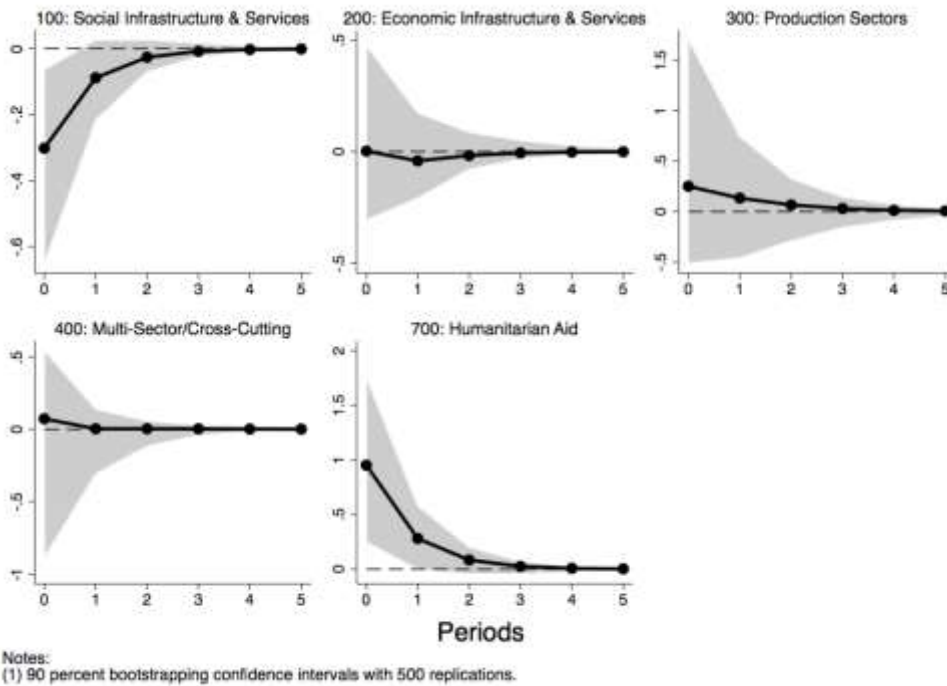 100: Social Infrastructure & Services
200: Economic Infrastructure & Services
300: Production Sectors
0
-.2
-.4
-.6
0 1 2 3 4 5
.5
0
-.5
0 1 2 3 4 5
1.5
1
.5
0
-.5
0 1 2 3 4 5
400: Multi-Sector/Cross-Cutting
700: Humanitarian Aid
.5
0
-.5
-1
0 1 2 3 4 5
2
1.5
1
.5
0
0 1 2 3 4 5
Periods
Notes:
(1) 90 percent bootstrapping confidence intervals with 500 replications.